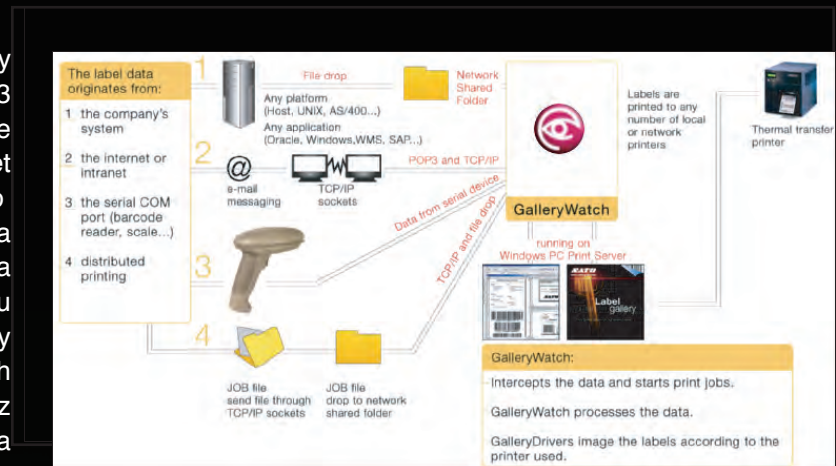 y
3
e
et
o
a
a
u
y
h
z
a
The label data
originates from:
1 the company's
system
2 the internet or
intranet
3 the serial COM
port (barcode
reader, scale...)
4 distributed
printing
1
File drop
Network
Shared
Folder
Any platform
(Host, UNIX, AS/400...)
Any application
(Oracle, Windows,WMS, SAP...)
2
@
e-mail
messaging
TCP/IP
sockets
POP3 and TCP/IP
3
Data from serial device
4
JOB file
send file through
TCP/IP sockets
JOB file
drop to network
shared folder
TCP/IP and file drop
GalleryWatch
running on
Windows PC Print Server
SATO
Label
gallery
Labels are
printed to any
number of local
or network
printers
Thermal transfer
printer
GalleryWatch:
Intercepts the data and starts print jobs.
GalleryWatch processes the data.
GalleryDrivers image the labels according to the
printer used.